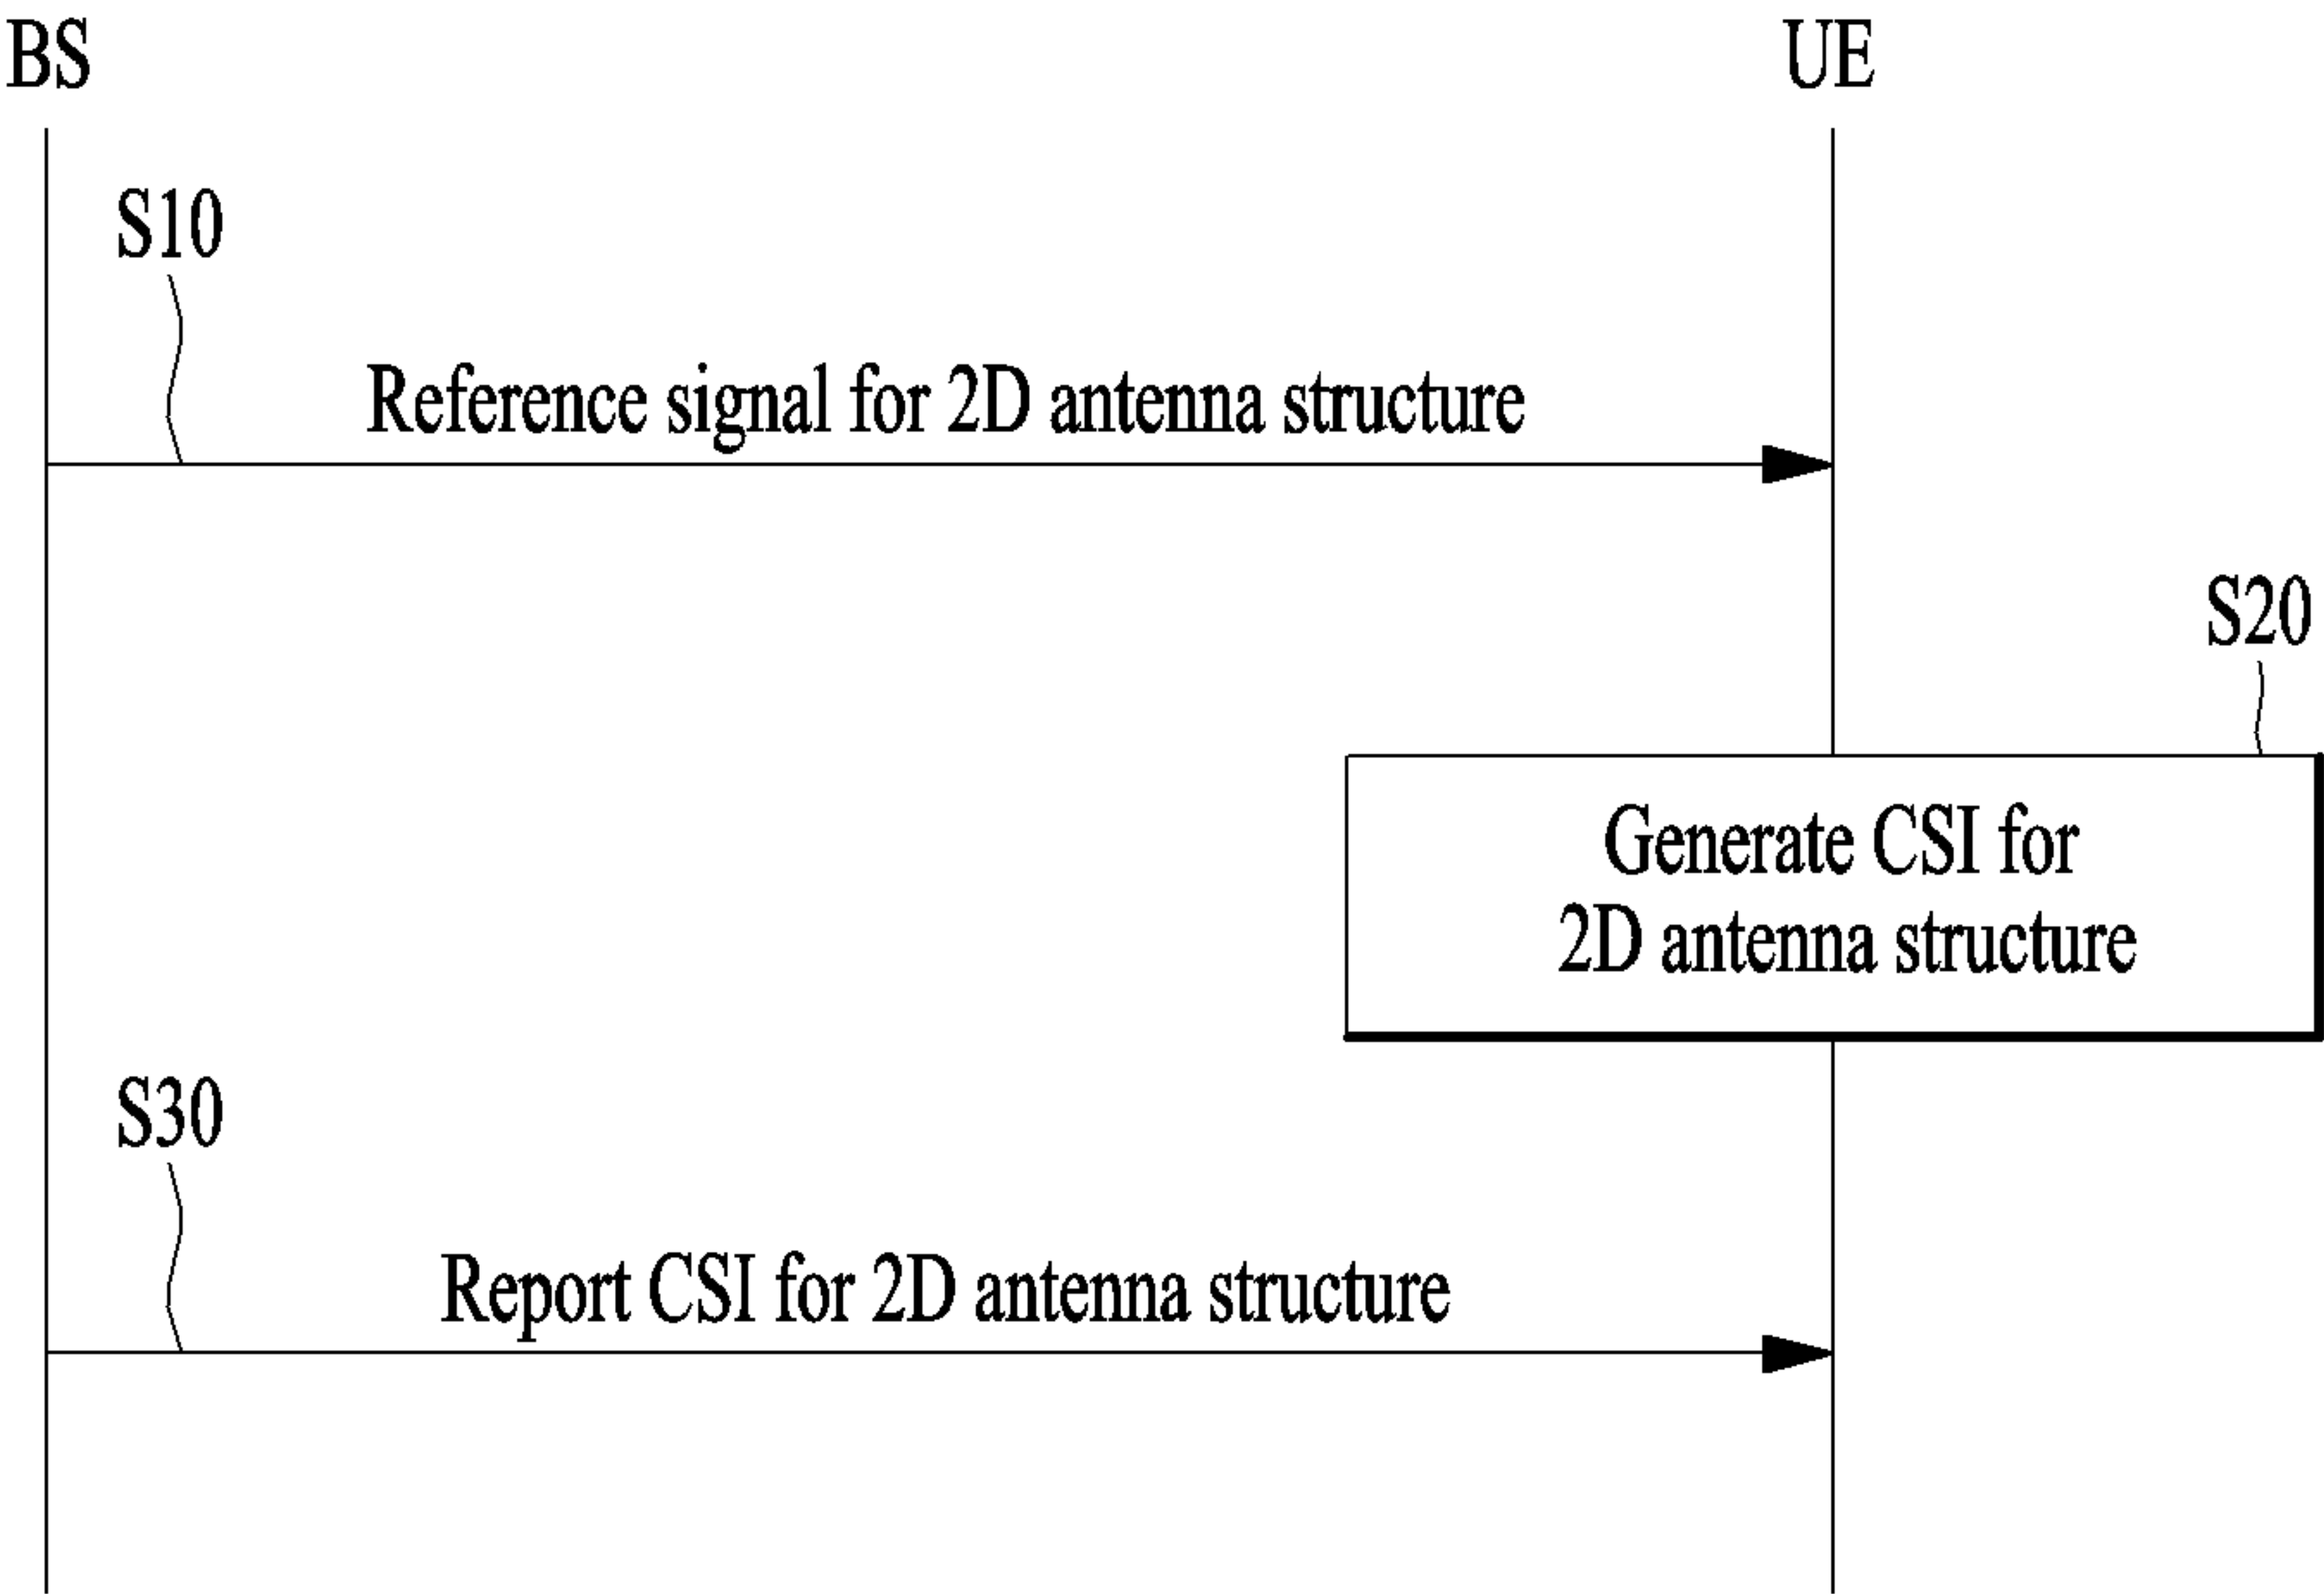 BS
UE
S10
Reference signal for 2D antenna structure
S20
Generate CSI for
2D antenna structure
S30
Report CSI for 2D antenna structure